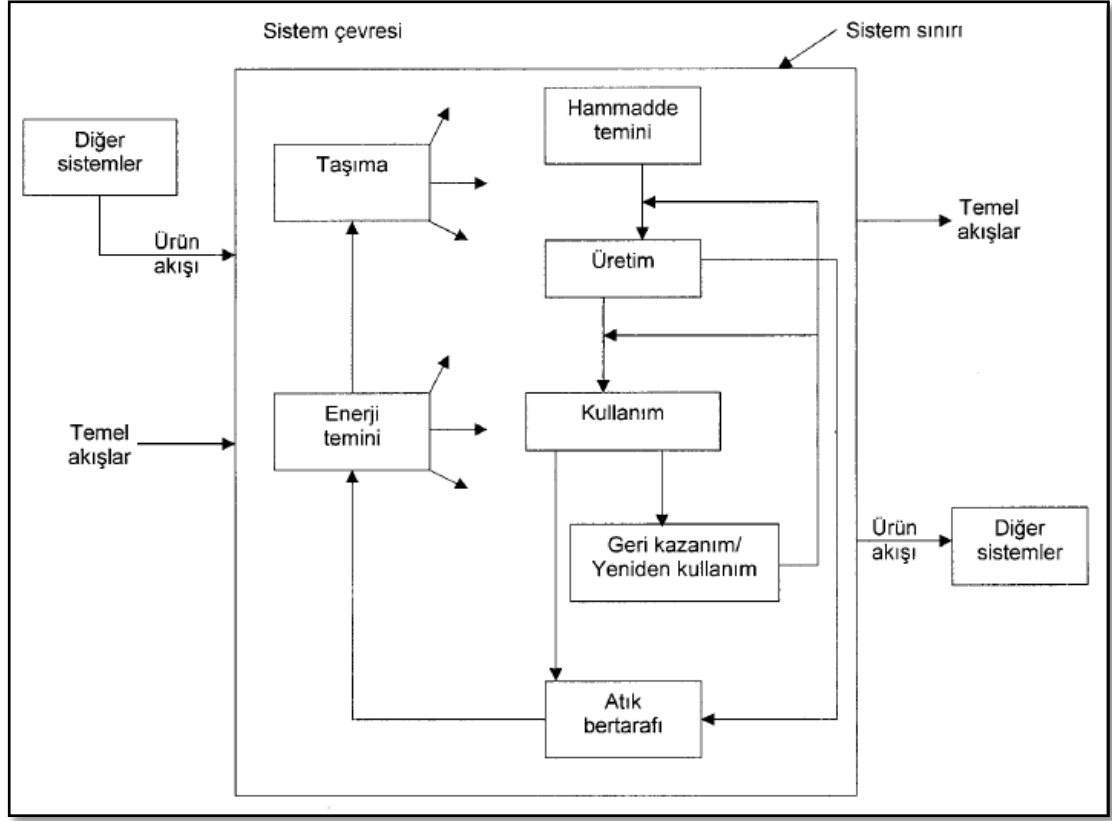 Sistem çevresi
Sistem sınırı
Diğer
sistemler
Taşıma
Hammadde
temini
Temel
akışlar
Ürün
akışı
Üretim
Enerji
temini
Kullanım
Temel
akışlar
Geri kazanım/
Yeniden kullanım
Ürün
akışı
Diğer
sistemler
Atık
bertarafı